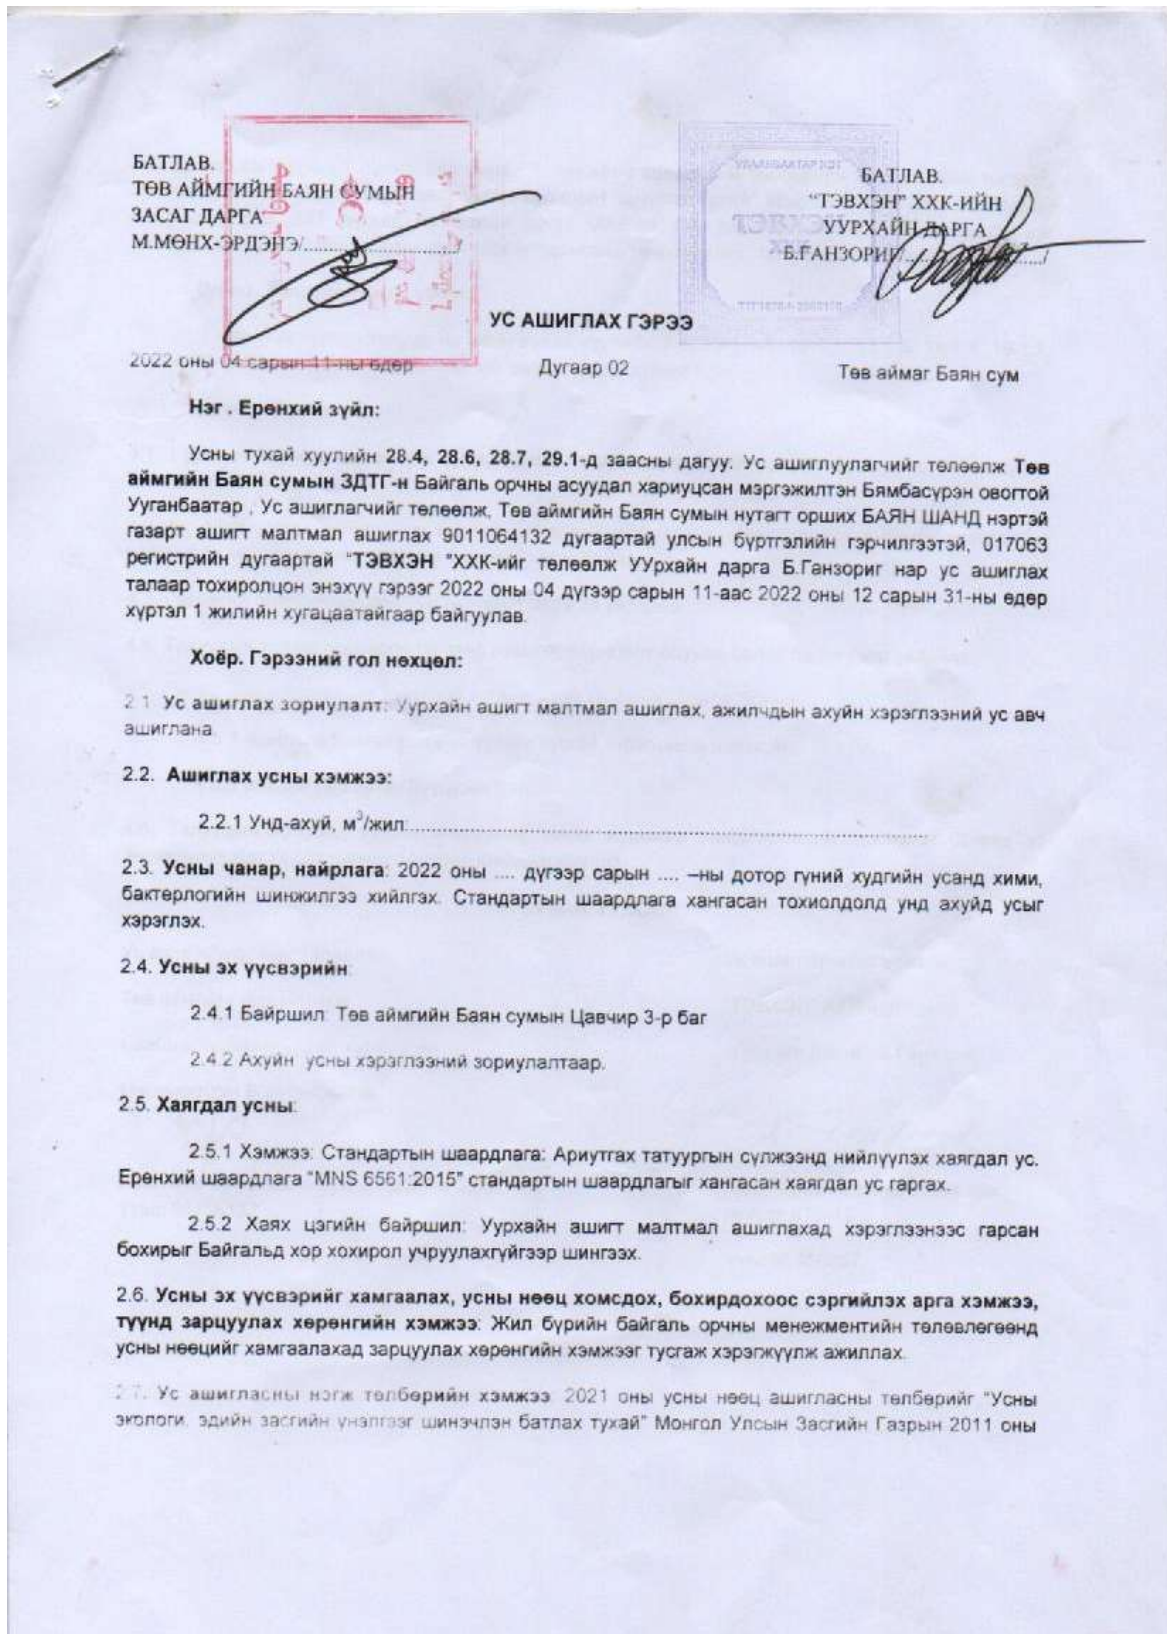 БАТЛАВ.
ТӨВ АЙМГИЙН БАЯН СУМЫН
ЗАСАГ ДАРГА
М.МӨНХ-ЭРДЭНЭ/............................/
БАТЛАВ.
"ТЭВХЭН" ХХК-ИЙН
УУРХАЙН ДАРГА
Б.ГАНЗОРИГ/............................/
УС АШИГЛАХ ГЭРЭЭ
2022 оны 04 сарын 11-ны өдөр Дугаар 02 Төв аймаг Баян сум
Нэг . Ерөнхий зүйл:
Усны тухай хуулийн 28.4, 28.6, 28.7, 29.1-д заасны дагуу. Ус ашиглуулагчийг төлөөлж Төв
аймгийн Баян сумын ЗДТГ-н Байгаль орчны асуудал хариуцсан мэргэжилтэн Бямбасүрэн овогтой
Ууганбаатар , Ус ашиглагчийг төлөөлж, Төв аймгийн Баян сумын нутагт орших БАЯН ШАНД нэртэй
газарт ашигт малтмал ашиглах 9011064132 дугаартай улсын бүртгэлийн гэрчилгээтэй, 017063
регистрийн дугаартай "ТЭВХЭН "ХХК-ийг төлөөлж УУрхайн дарга Б.Ганзориг нар ус ашиглах
талаар тохиролцон энэхүү гэрээг 2022 оны 04 дүгээр сарын 11-аас 2022 оны 12 сарын 31-ны өдөр
хүртэл 1 жилийн хугацаатайгаар байгуулав.
Хоёр. Гэрээний гол нөхцөл:
2.1. Ус ашиглах зориулалт: Уурхайн ашигт малтмал ашиглах, ажилчдын ахуйн хэрэглээний ус авч
ашиглана.
2.2. Ашиглах усны хэмжээ:
2.2.1 Унд-ахуй, м³/жил:....................................................................................
2.3. Усны чанар, найрлага: 2022 оны .... дүгээр сарын .... –ны дотор гүний худгийн усанд хими,
бактерлогийн шинжилгээ хийлгэх. Стандартын шаардлага хангасан тохиолдолд унд ахуйд усыг
хэрэглэх.
2.4. Усны эх үүсвэрийн:
2.4.1 Байршил: Төв аймгийн Баян сумын Цавчир 3-р баг
2.4.2 Ахуйн усны хэрэглээний зориулалтаар.
2.5. Хаягдал усны:
2.5.1 Хэмжээ: Стандартын шаардлага: Ариутгах татуургын сүлжээнд нийлүүлэх хаягдал ус.
Ерөнхий шаардлага "MNS 6561:2015" стандартын шаардлагыг хангасан хаягдал ус гаргах.
2.5.2 Хаях цэгийн байршил: Уурхайн ашигт малтмал ашиглахад хэрэглээнээс гарсан
бохирыг Байгальд хор хохирол учруулахгүйгээр шингээх.
2.6. Усны эх үүсвэрийг хамгаалах, усны нөөц хомсдох, бохирдохоос сэргийлэх арга хэмжээ,
түүнд зарцуулах хөрөнгийн хэмжээ: Жил бүрийн байгаль орчны менежментийн төлөвлөгөөнд
усны нөөцийг хамгаалахад зарцуулах хөрөнгийн хэмжээг тусгаж хэрэгжүүлж ажиллах.
2.7. Ус ашигласны нэгж төлбөрийн хэмжээ 2021 оны усны нөөц ашигласны төлбөрийг "Усны
экологи, эдийн засгийн үнэлгээг шинэчлэн батлах тухай" Монгол Улсын Засгийн Газрын 2011 оны